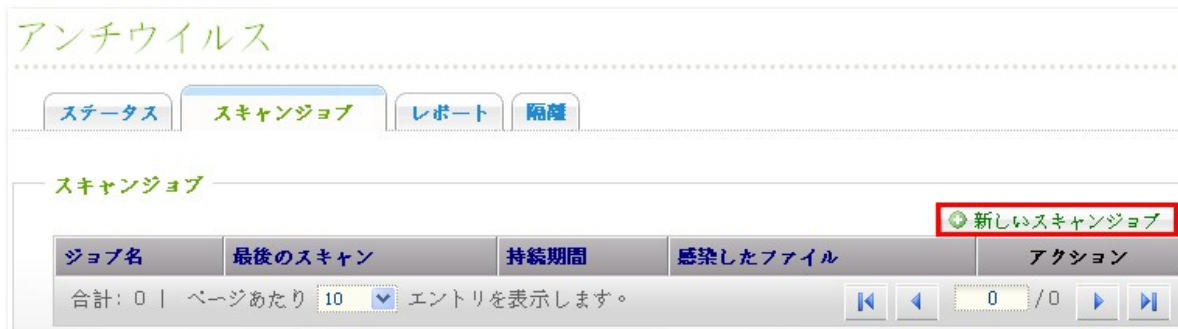 アンチウイルス
ステータス スキャンジョブ レポート 隔離
スキャンジョブ
新しいスキャンジョブ
ジョブ名 最後のスキャン 持続期間 感染したファイル アクション
合計: 0 | ページあたり 10 エントリを表示します。 0 /0